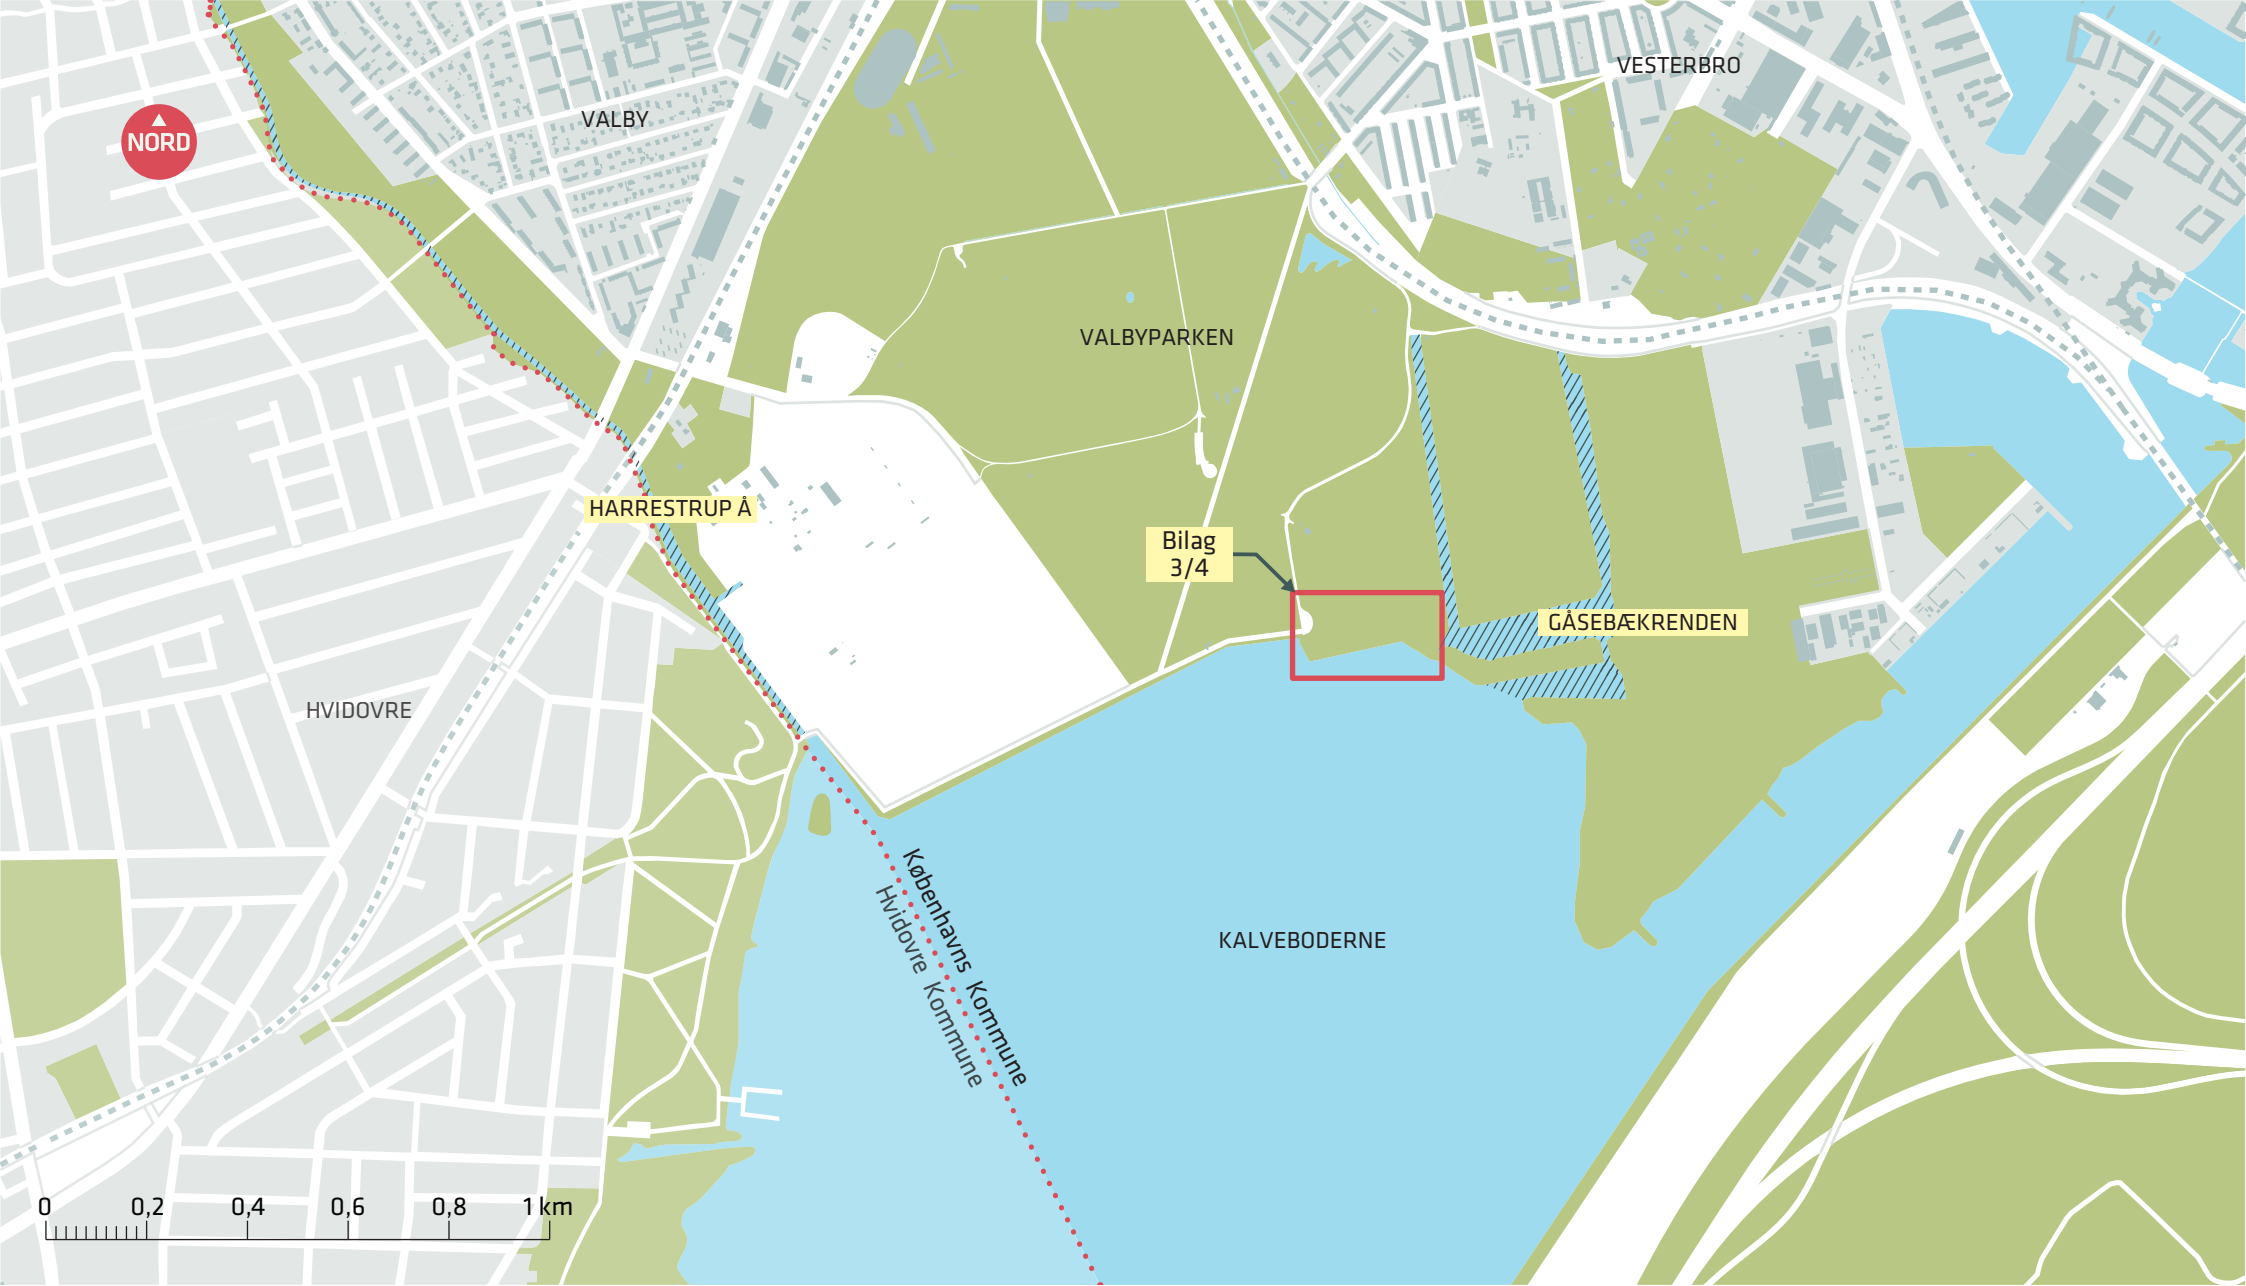 VESTERBRO
VALBY
NORD
VALBYPARKEN
HARRESTRUP Å
Bilag
3/4
GÅSEBÆKRENDEN
HVIDOVRE
Københavns Kommune
Hvidovre Kommune
KALVEBODERNE
0 0,2 0,4 0,6 0,8 1 km